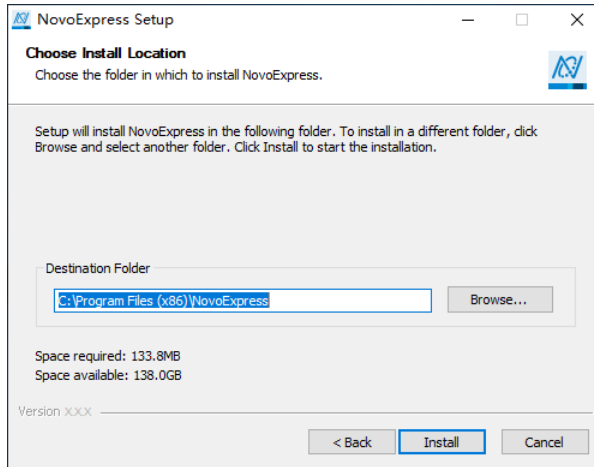 NovoExpress Setup
Choose Install Location
Choose the folder in which to install NovoExpress.
Setup will install NovoExpress in the following folder. To install in a different folder, click
Browse and select another folder. Click Install to start the installation.
Destination Folder
C:\Program Files (x86)\NovoExpress
Browse...
Space required: 133.8MB
Space available: 138.0GB
Version XXX
< Back
Install
Cancel